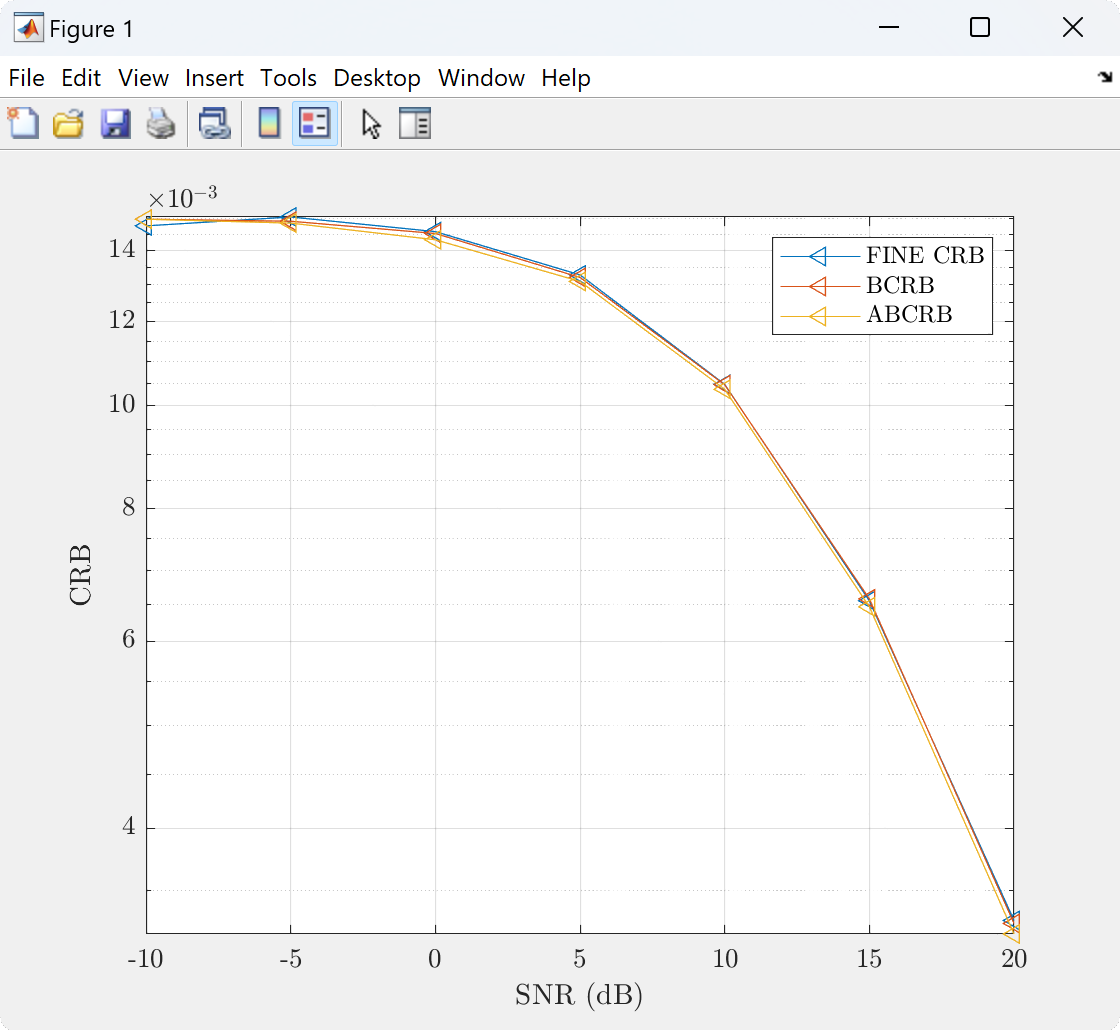 Figure 1
File Edit View Insert Tools Desktop Window Help
×10⁻³
14
12
10
8
6
4
CRB
FINE CRB
BCRB
ABCRB
-10 -5 0 5 10 15 20
SNR (dB)